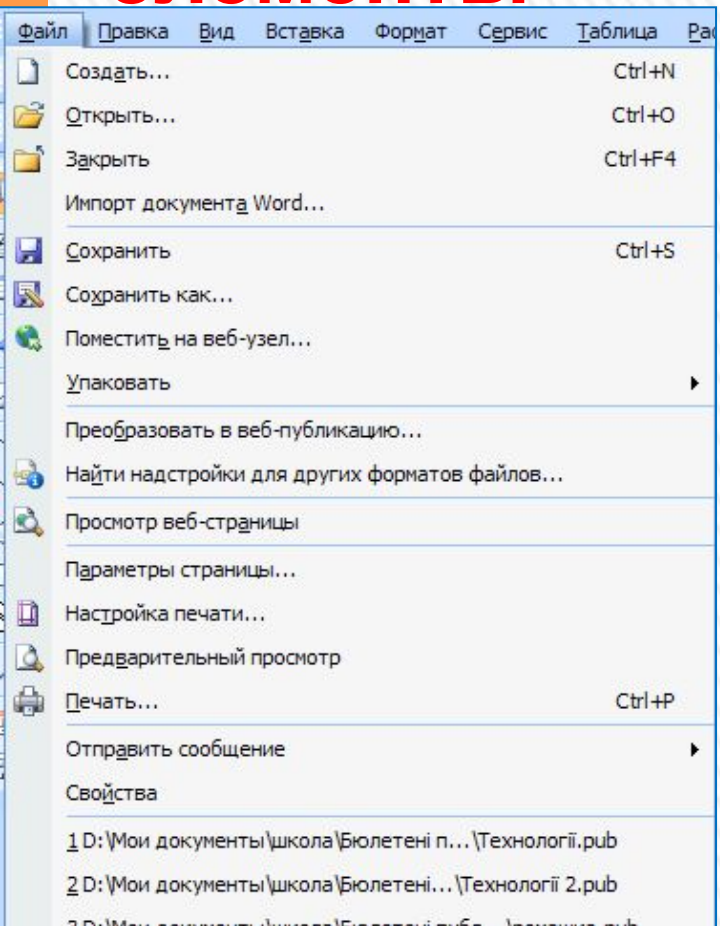 ЭЛЕМЕНТЫ
Файл Правка Вид Вставка Формат Сервис Таблица
Создать... Ctrl+N
Открыть... Ctrl+O
Закрыть Ctrl+F4
Импорт документа Word...
Сохранить Ctrl+S
Сохранить как...
Поместить на веб-узел...
Упаковать
Преобразовать в веб-публикацию...
Найти надстройки для других форматов файлов...
Просмотр веб-страницы
Параметры страницы...
Настройка печати...
Предварительный просмотр
Печать... Ctrl+P
Отправить сообщение
Свойства
1 D:\Мои документы\школа\Бюлетені п...\Технології.pub
2 D:\Мои документы\школа\Бюлетені...\Технології 2.pub